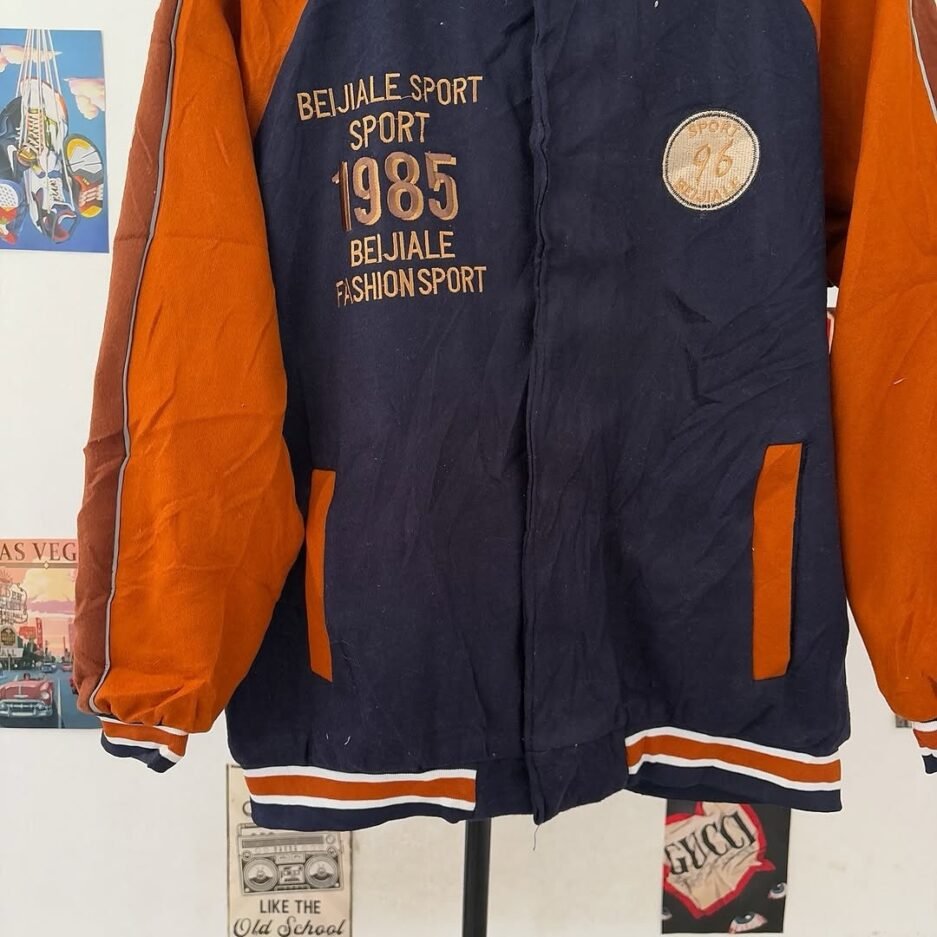 BEIJIALE SPORT
SPORT
1985
BEIJIALE
FASHION SPORT
SPORT
96
BEIJIALE
AS VEG
LIKE THE
Old School
GUCCI